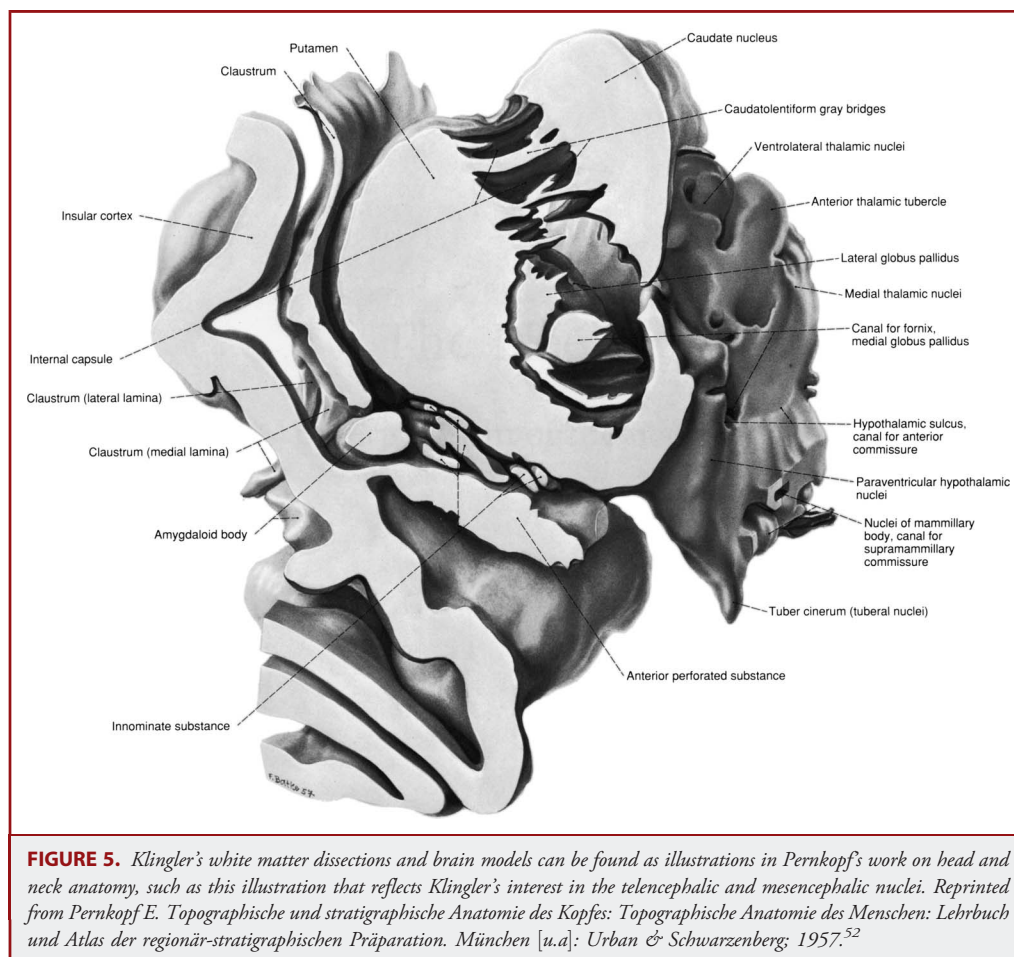 Putamen
Claustrum
Caudate nucleus
Caudatolentiform gray bridges
Ventrolateral thalamic nuclei
Insular cortex
Anterior thalamic tubercle
Lateral globus pallidus
Medial thalamic nuclei
Canal for fornix,
medial globus pallidus
Internal capsule
Claustrum (lateral lamina)
Hypothalamic sulcus,
canal for anterior
commissure
Claustrum (medial lamina)
Paraventricular hypothalamic
nuclei
Amygdaloid body
Nuclei of mammillary
body, canal for
supramammillary
commissure
Tuber cinerum (tuberal nuclei)
Anterior perforated substance
Innominate substance
FIGURE 5. Klingler's white matter dissections and brain models can be found as illustrations in Pernkopf's work on head and
neck anatomy, such as this illustration that reflects Klingler's interest in the telencephalic and mesencephalic nuclei. Reprinted
from Pernkopf E. Topographische und stratigraphische Anatomie des Kopfes: Topographische Anatomie des Menschen: Lehrbuch
und Atlas der regionär-stratigraphischen Präparation. München [u.a]: Urban & Schwarzenberg; 1957.52